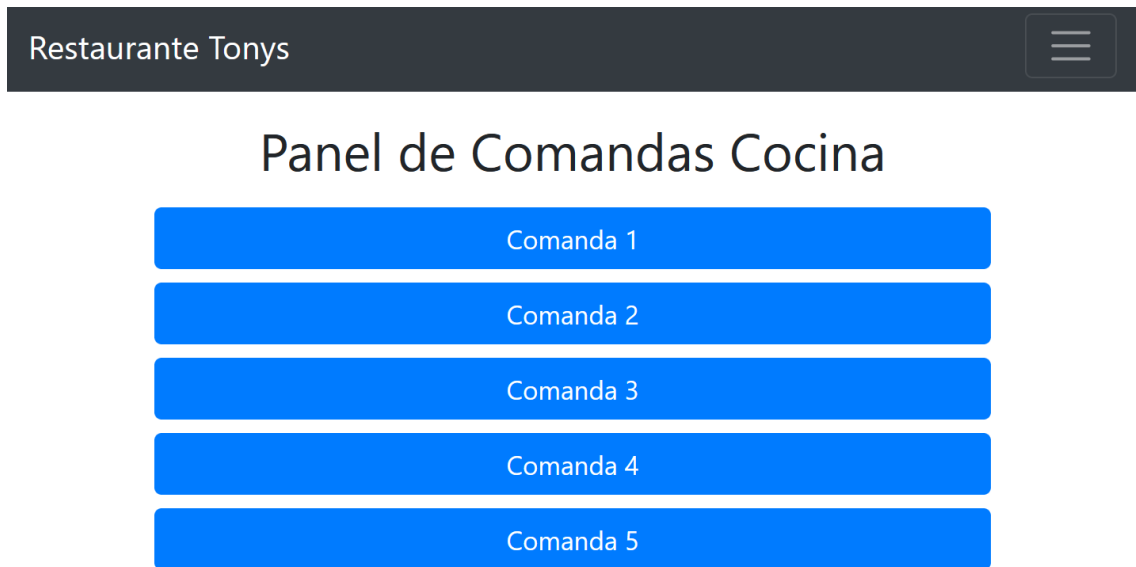 Restaurante Tonys
Panel de Comandas Cocina
Comanda 1
Comanda 2
Comanda 3
Comanda 4
Comanda 5